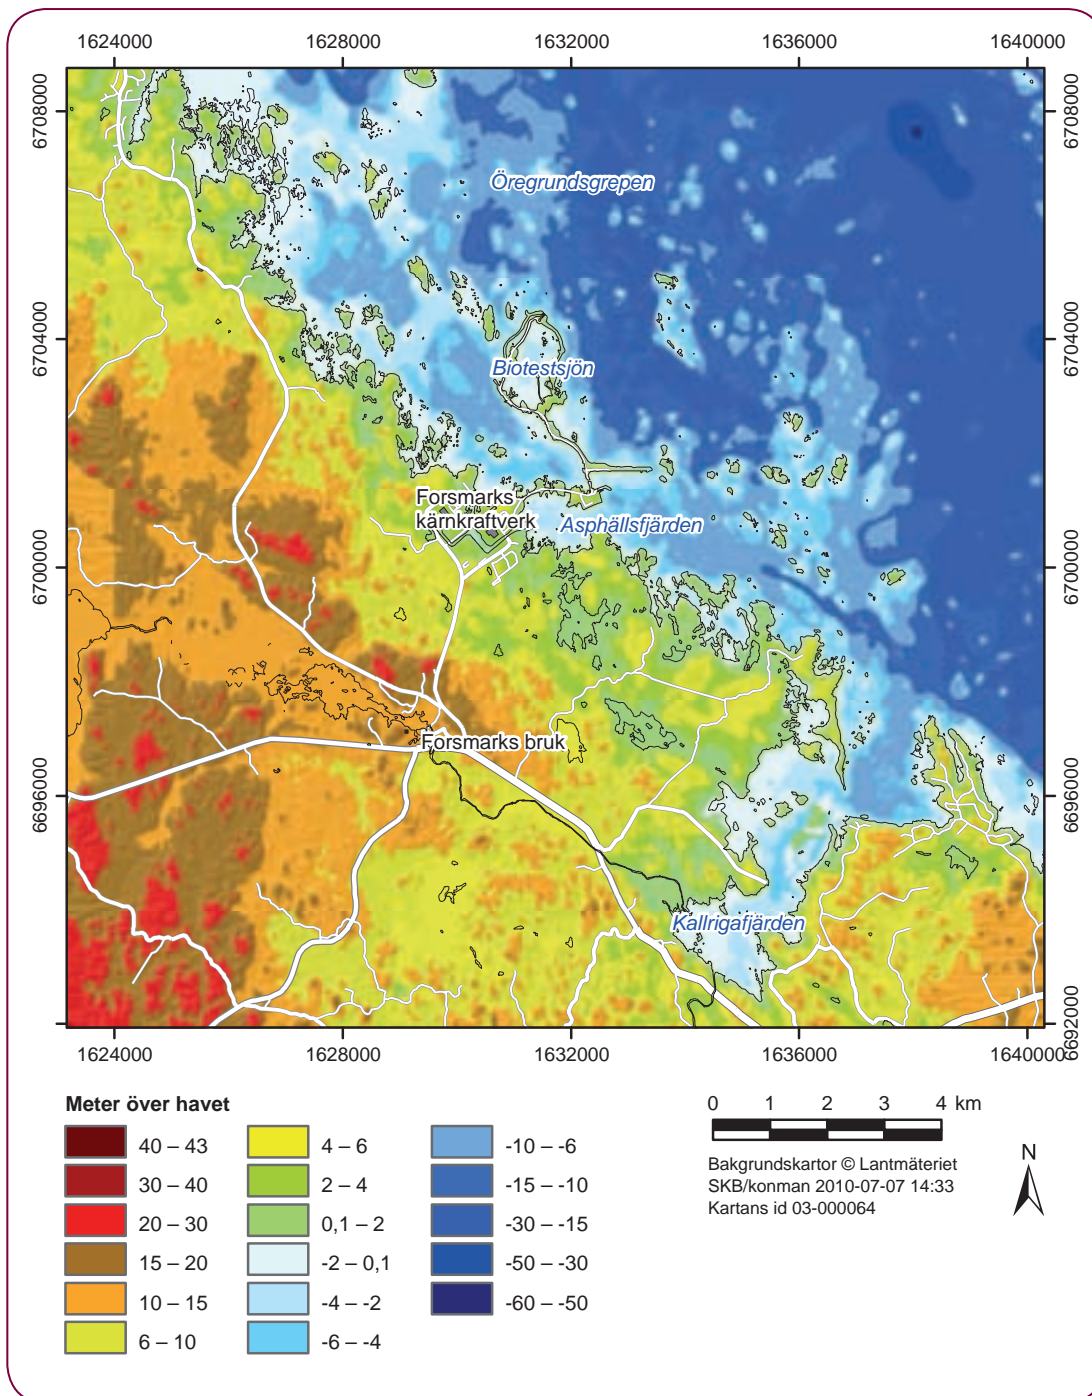 1624000 1628000 1632000 1636000 1640000
6708000 6708000
Öregrundsgrepen
6704000 6704000
Biotestsjön
Forsmarks
kärnkraftverk
Asphällsfjärden
6700000 6700000
Forsmarks bruk
6696000 6696000
Kallrigafjärden
6692000
1624000 1628000 1632000 1636000 1640000
Meter över havet
40 – 43
30 – 40
20 – 30
15 – 20
10 – 15
6 – 10
4 – 6
2 – 4
0,1 – 2
-2 – 0,1
-4 – -2
-6 – -4
-10 – -6
-15 – -10
-30 – -15
-50 – -30
-60 – -50
0 1 2 3 4 km
Bakgrundskartor © Lantmäteriet
SKB/konman 2010-07-07 14:33
Kartans id 03-000064
N